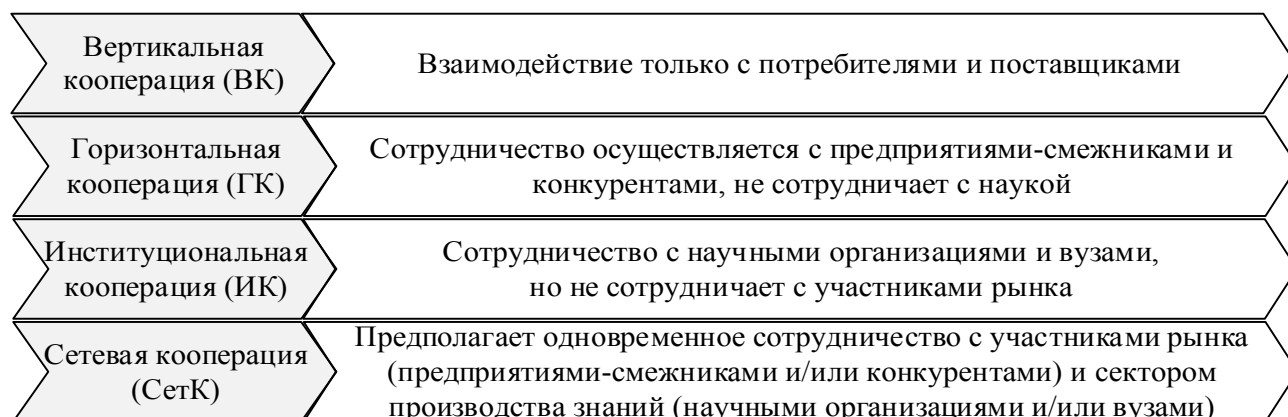 Вертикальная
кооперация (ВК)
Взаимодействие только с потребителями и поставщиками
Горизонтальная
кооперация (ГК)
Сотрудничество осуществляется с предприятиями-смежниками и
конкурентами, не сотрудничает с наукой
Институциональная
кооперация (ИК)
Сотрудничество с научными организациями и вузами,
но не сотрудничает с участниками рынка
Сетевая кооперация
(СетК)
Предполагает одновременное сотрудничество с участниками рынка
(предприятиями-смежниками и/или конкурентами) и сектором
производства знаний (научными организациями и/или вузами)